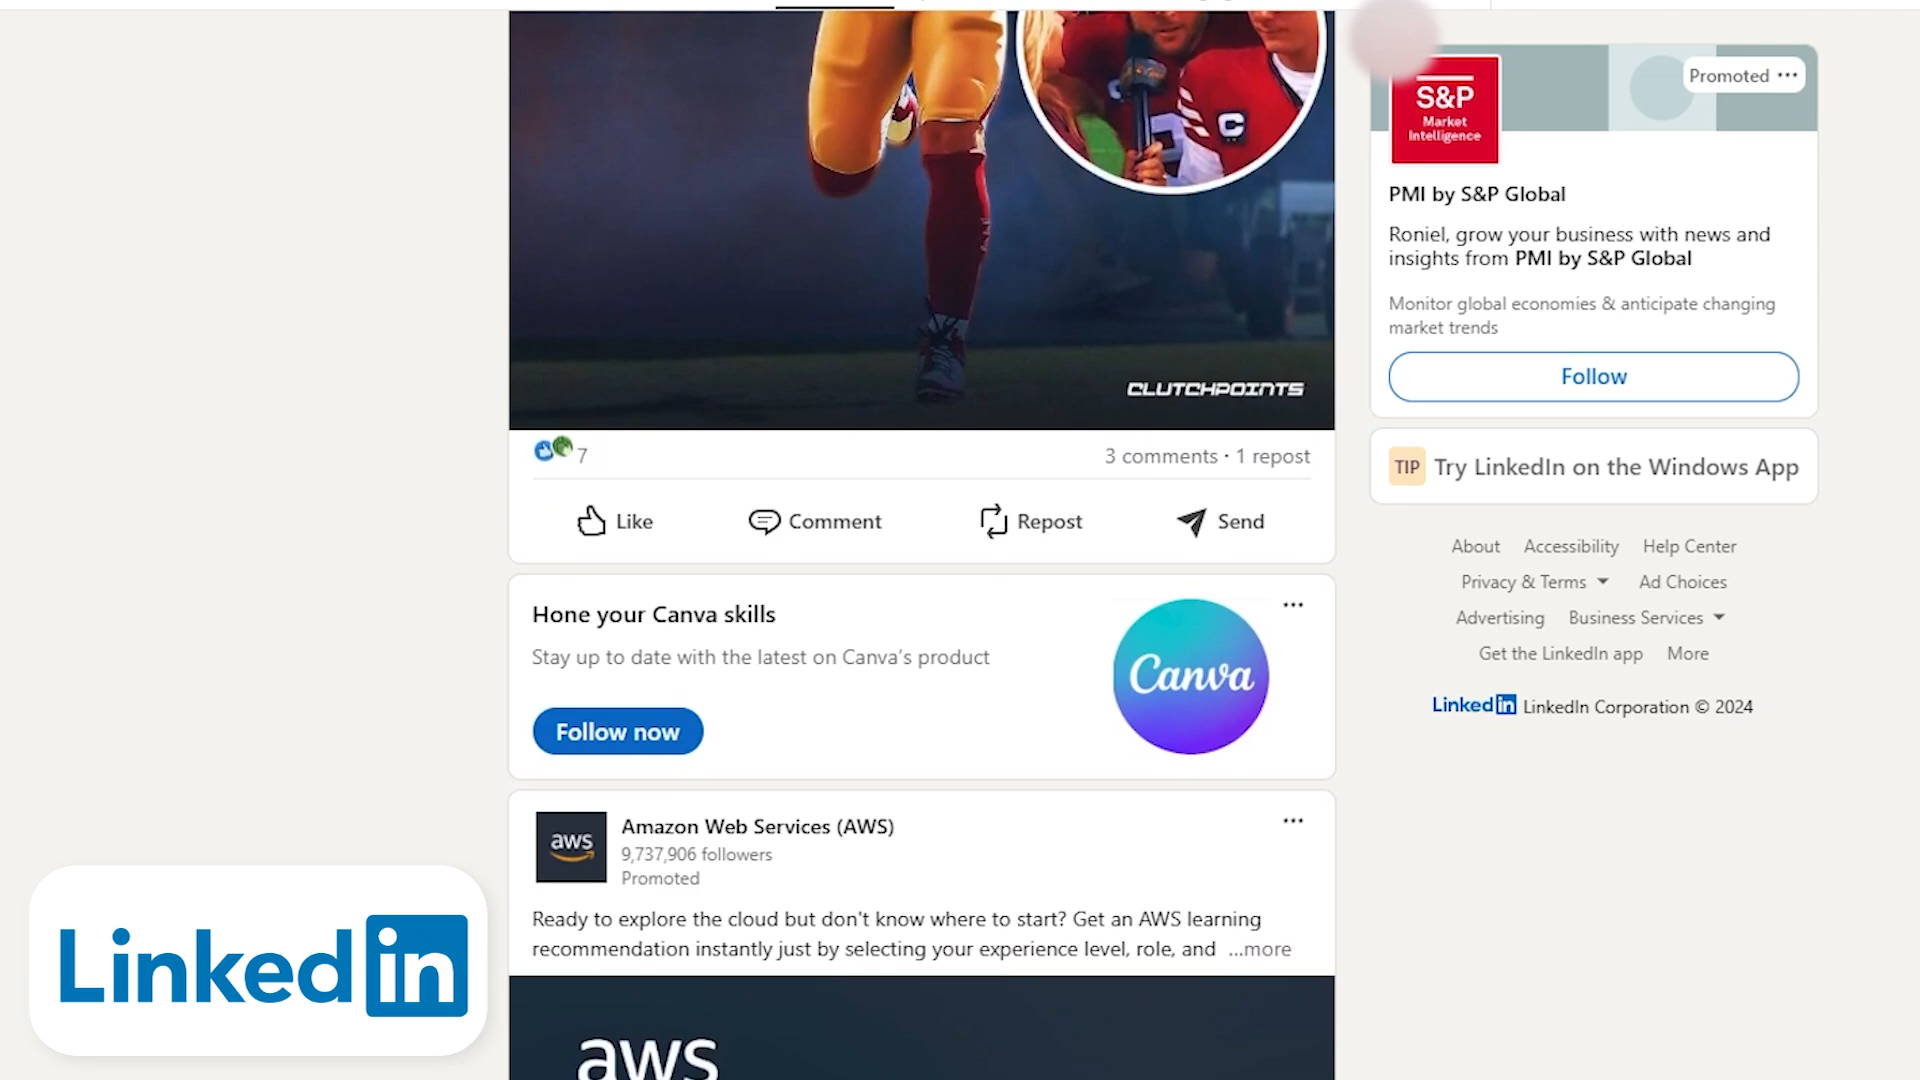 C
CLUTCHPOINTS
7
3 comments · 1 repost
Like
Comment
Repost
Send
Hone your Canva skills
Stay up to date with the latest on Canva's product
Follow now
Canva
aws
Amazon Web Services (AWS)
9,737,906 followers
Promoted
Ready to explore the cloud but don't know where to start? Get an AWS learning
recommendation instantly just by selecting your experience level, role, and ...more
aws
Promoted
S&P
Market
Intelligence
PMI by S&P Global
Roniel, grow your business with news and
insights from PMI by S&P Global
Monitor global economies & anticipate changing
market trends
Follow
TIP Try LinkedIn on the Windows App
About Accessibility Help Center
Privacy & Terms Ad Choices
Advertising Business Services
Get the LinkedIn app More
LinkedIn LinkedIn Corporation © 2024
LinkedIn